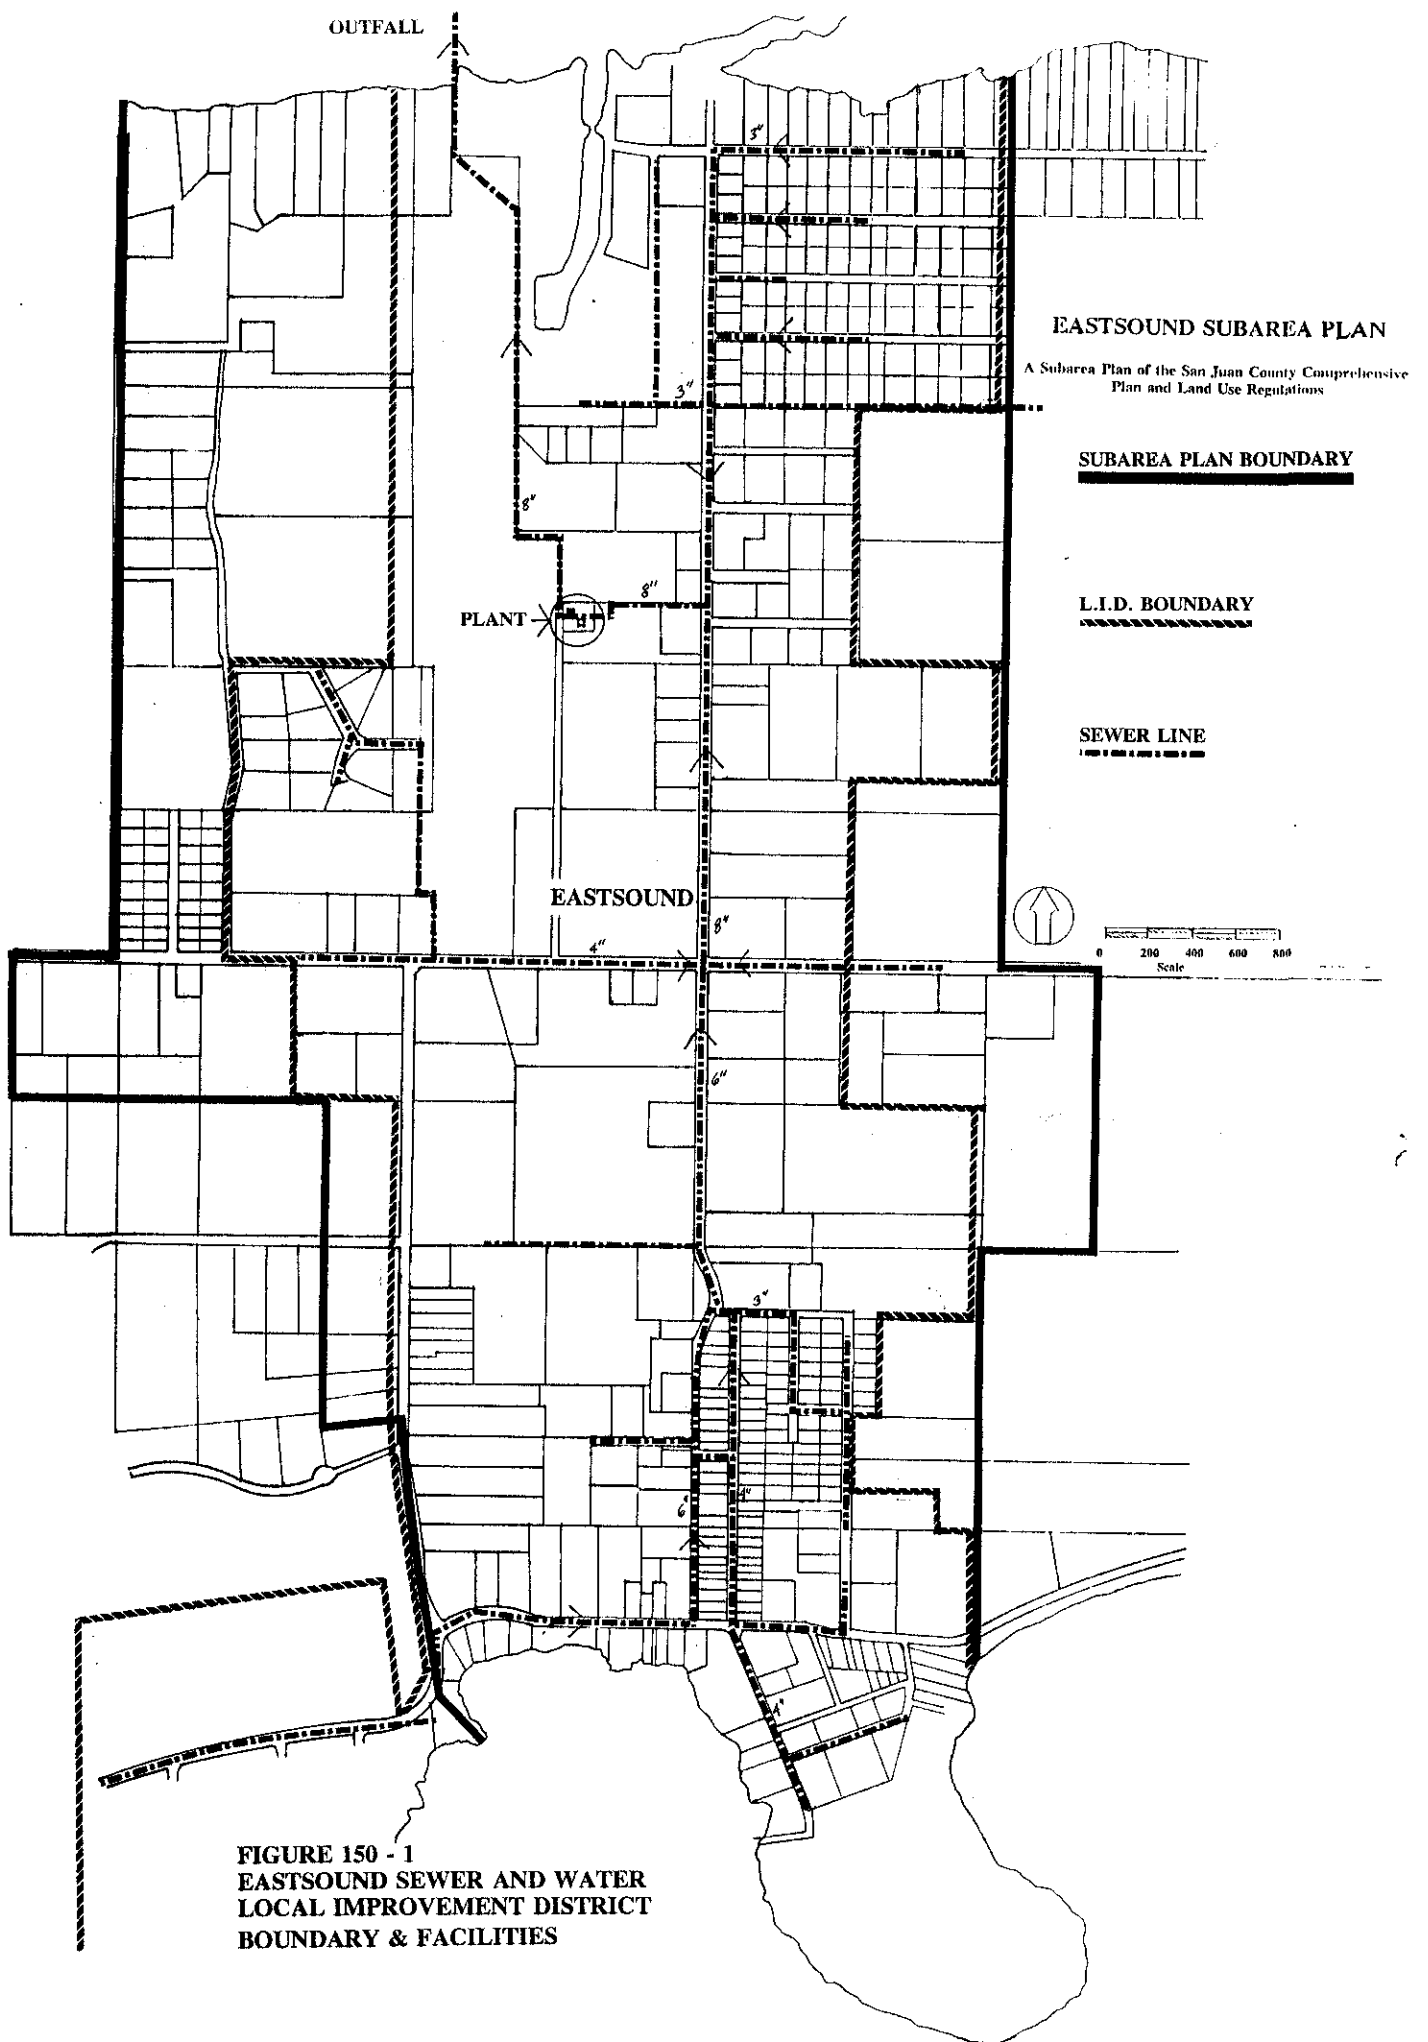 OUTFALL
3"
EASTSOUND SUBAREA PLAN
A Subarea Plan of the San Juan County Comprehensive
Plan and Land Use Regulations
3"
SUBAREA PLAN BOUNDARY
8"
8"
PLANT
L.I.D. BOUNDARY
SEWER LINE
EASTSOUND
8"
4"
0 200 400 600 800
Scale
6"
3"
4"
6"
4"
FIGURE 150 - 1
EASTSOUND SEWER AND WATER
LOCAL IMPROVEMENT DISTRICT
BOUNDARY & FACILITIES